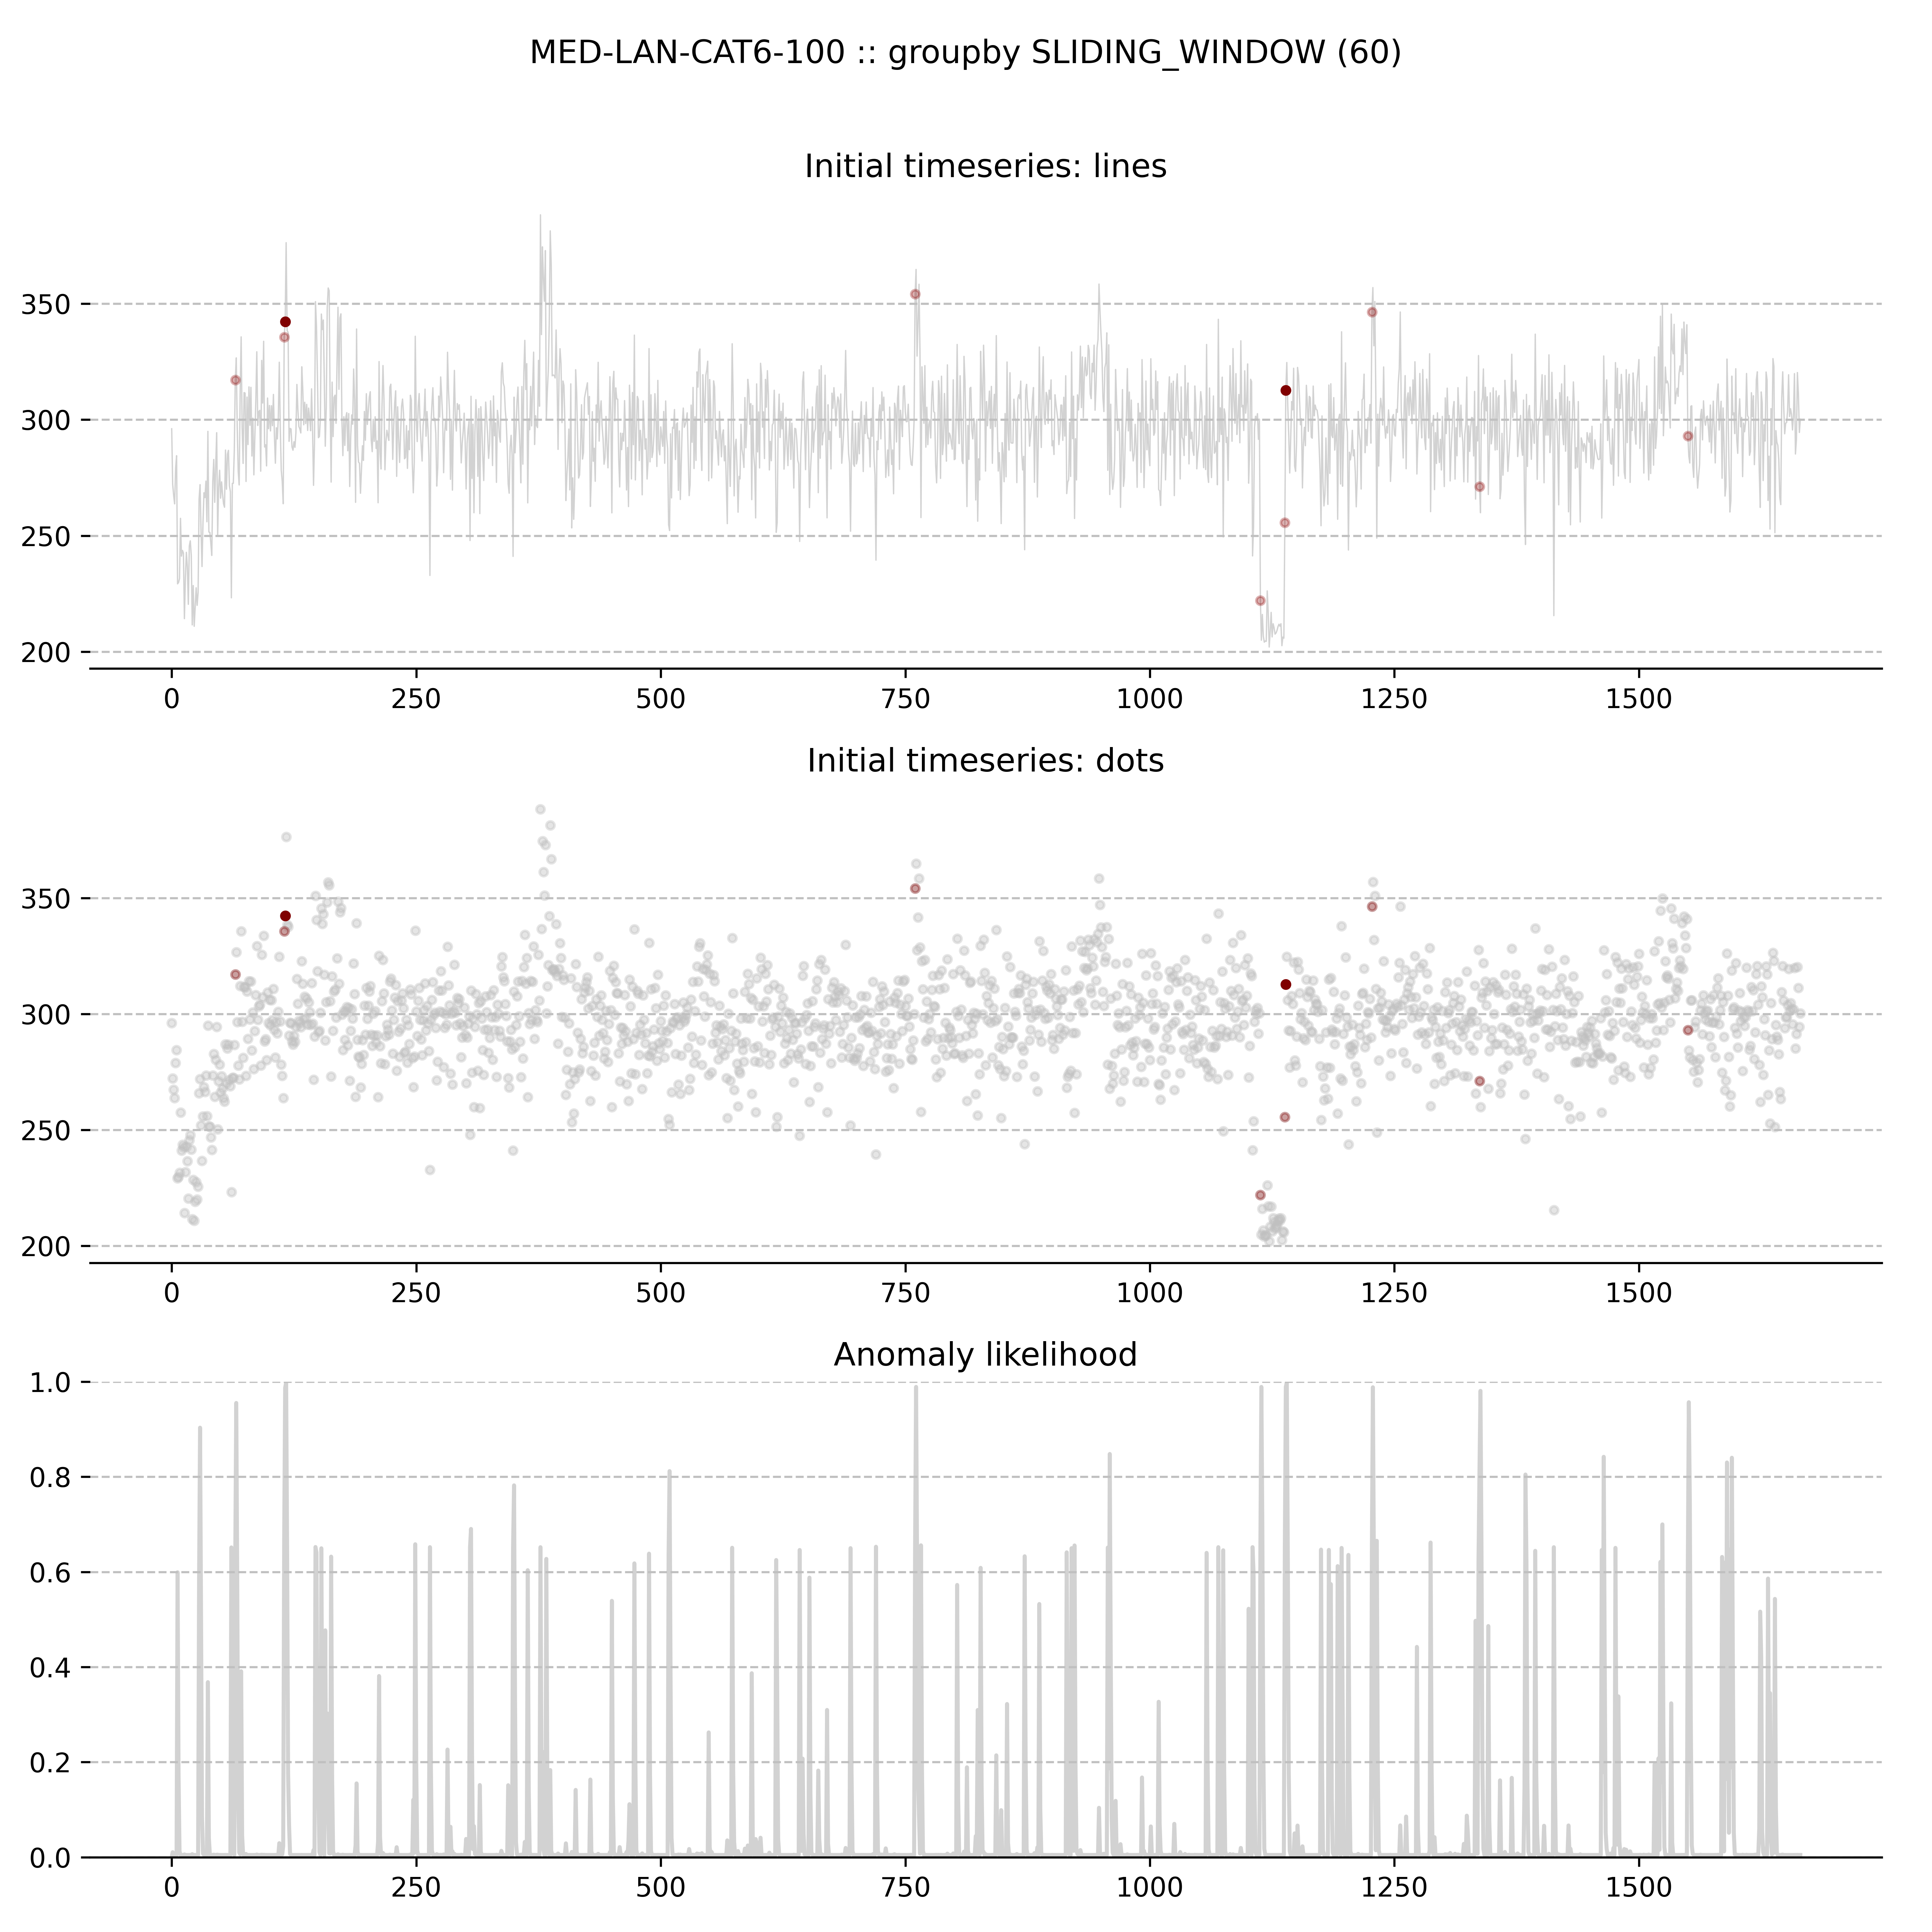 MED-LAN-CAT6-100 :: groupby SLIDING_WINDOW (60)
Initial timeseries: lines
350
300
250
200
0 250 500 750 1000 1250 1500
Initial timeseries: dots
350
300
250
200
0 250 500 750 1000 1250 1500
Anomaly likelihood
1.0
0.8
0.6
0.4
0.2
0.0
0 250 500 750 1000 1250 1500